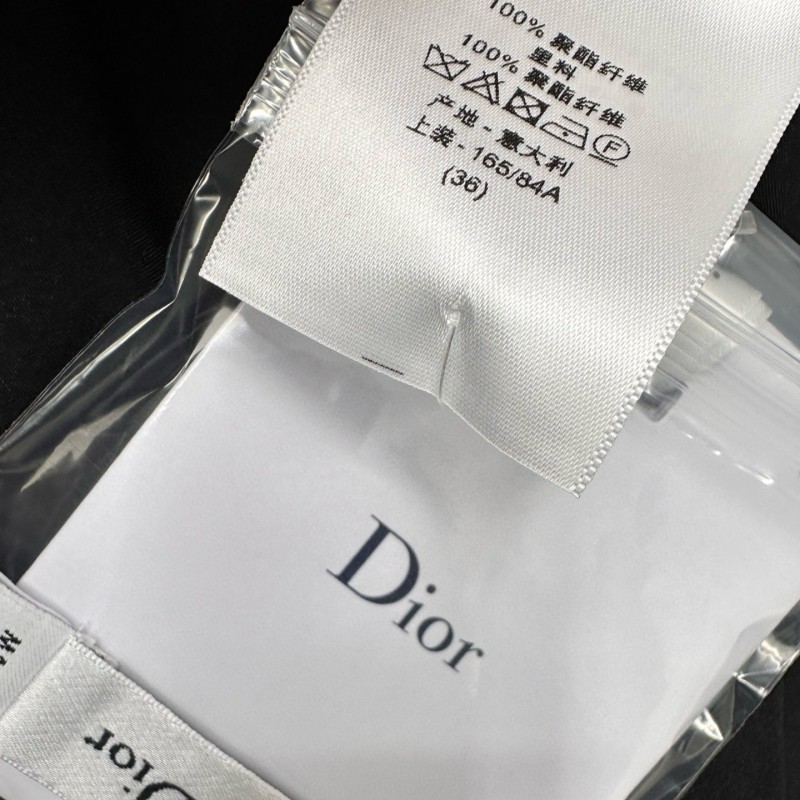 100% 聚酯纤维
里料
100% 聚酯纤维
F
产地 - 意大利
上装 - 165/84A
(36)
Dior
Dior